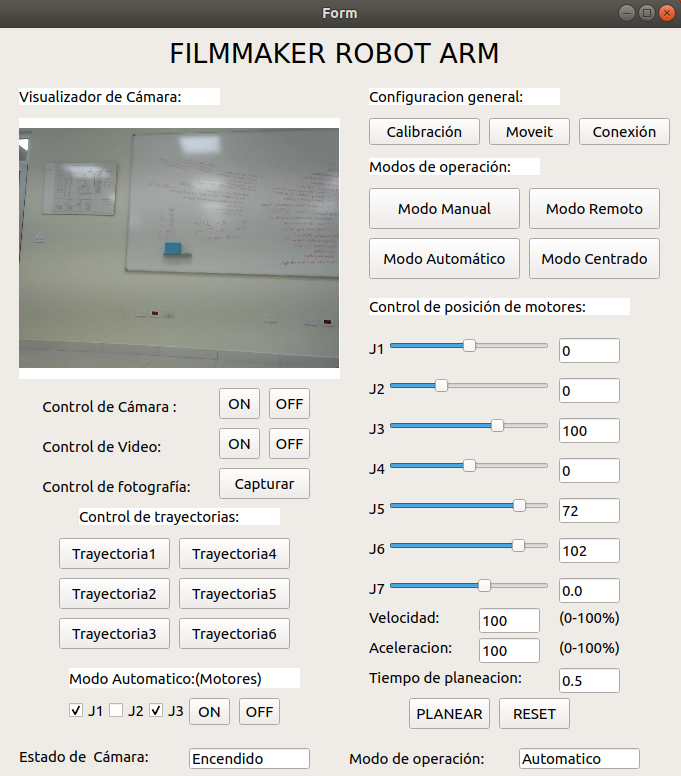 Form
FILMMAKER ROBOT ARM
Visualizador de Cámara:
Control de Cámara : ON OFF
Control de Video: ON OFF
Control de fotografía: Capturar
Control de trayectorias:
Trayectoria1 Trayectoria4
Trayectoria2 Trayectoria5
Trayectoria3 Trayectoria6
Modo Automatico:(Motores)
J1 J2 J3 ON OFF
Configuracion general:
Calibración Moveit Conexión
Modos de operación:
Modo Manual Modo Remoto
Modo Automático Modo Centrado
Control de posición de motores:
J1 0
J2 0
J3 100
J4 0
J5 72
J6 102
J7 0.0
Velocidad: 100 (0-100%)
Aceleracion: 100 (0-100%)
Tiempo de planeacion: 0.5
PLANEAR RESET
Estado de Cámara: Encendido
Modo de operación: Automatico